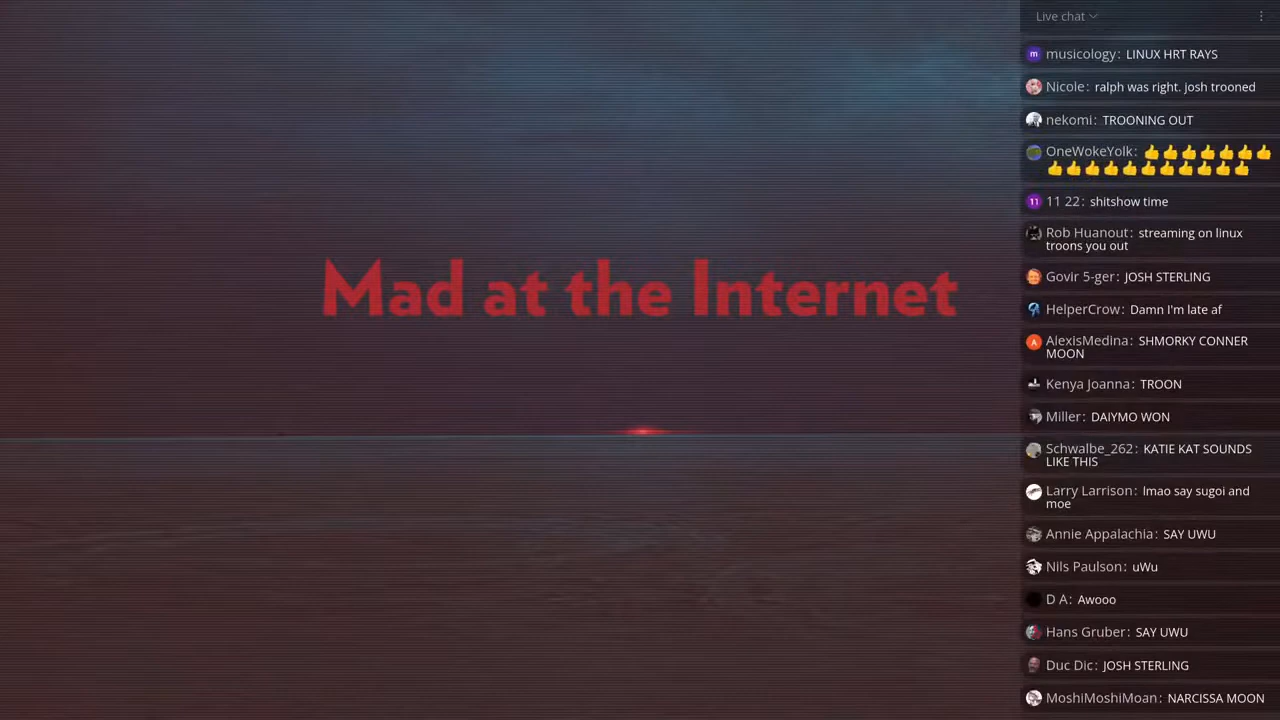 Live chat
musicology: LINUX HRT RAYS
Nicole: ralph was right. josh trooned
nekomi: TROONING OUT
OneWokeYolk: 👍👍👍👍👍👍👍
👍👍👍👍👍👍👍👍👍👍👍
11 22: shitshow time
Rob Huanout: streaming on linux
troons you out
Govir 5-ger: JOSH STERLING
HelperCrow: Damn I'm late af
AlexisMedina: SHMORKY CONNER
MOON
Kenya Joanna: TROON
Miller: DAIYMO WON
Schwalbe_262: KATIE KAT SOUNDS
LIKE THIS
Larry Larrison: lmao say sugoi and
moe
Annie Appalachia: SAY UWU
Nils Paulson: uWu
D A: Awooo
Hans Gruber: SAY UWU
Duc Dic: JOSH STERLING
MoshiMoshiMoan: NARCISSA MOON
Mad at the Internet